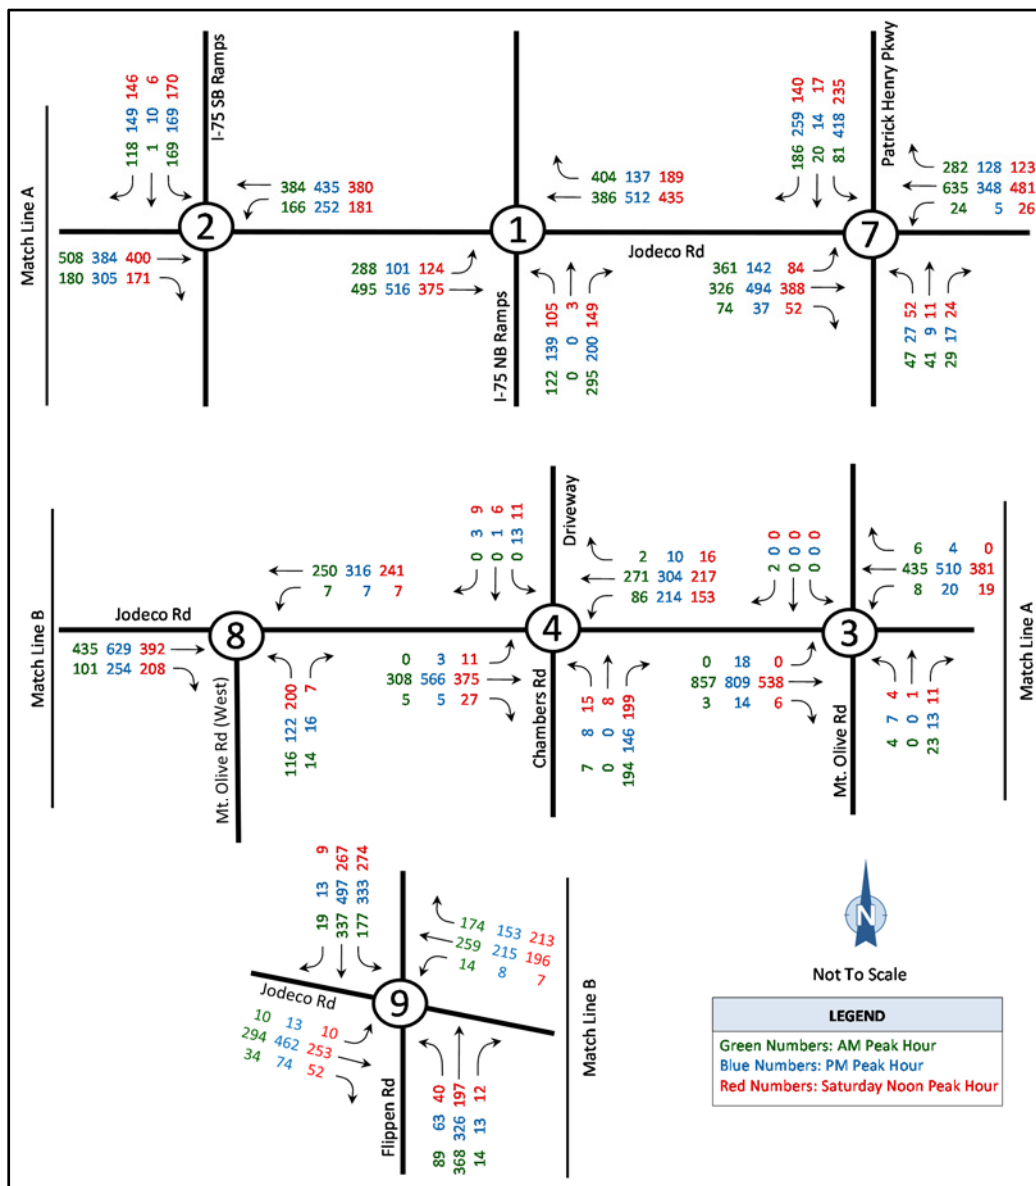 I-75 SB Ramps
Patrick Henry Pkwy
Match Line A
118 149 146
1 10 6
169 169 170
384 435 380
166 252 181
2
508 384 400
180 305 171
404 137 189
386 512 435
1
288 101 124
495 516 375
I-75 NB Ramps
122 139 105
0 0 3
295 200 149
Jodeco Rd
186 259 140
20 14 17
81 418 235
282 128 123
635 348 481
24 5 26
7
361 142 84
326 494 388
74 37 52
47 27 52
41 9 11
29 17 24
Match Line B
Jodeco Rd
250 316 241
7 7 7
8
435 629 392
101 254 208
Mt. Olive Rd (West)
116 122 200
14 16 7
Driveway
0 3 9
0 1 6
0 13 11
2 10 16
271 304 217
86 214 153
4
0 3 11
308 566 375
5 5 27
Chambers Rd
7 8 15
0 0 8
194 146 199
2 0 0
0 0 0
0 0 0
6 4 0
435 510 381
8 20 19
3
0 18 0
857 809 538
3 14 6
Mt. Olive Rd
4 7 4
0 0 1
23 13 11
Match Line A
19 13 9
337 497 267
177 333 274
174 153 213
259 215 196
14 8 7
Jodeco Rd
9
10 13 10
294 462 253
34 74 52
Flippen Rd
89 63 40
368 326 197
14 13 12
Match Line B
N
Not To Scale
LEGEND
Green Numbers: AM Peak Hour
Blue Numbers: PM Peak Hour
Red Numbers: Saturday Noon Peak Hour